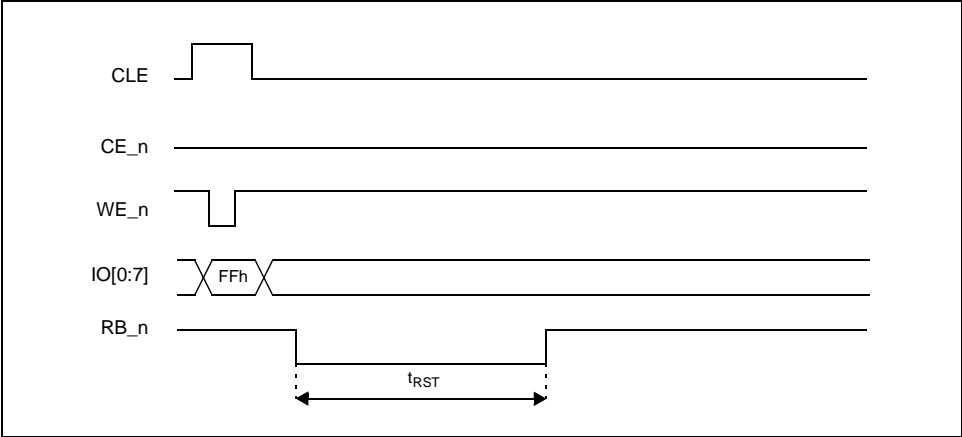 CLE
CE_n
WE_n
IO[0:7] FFh
RB_n
tRST